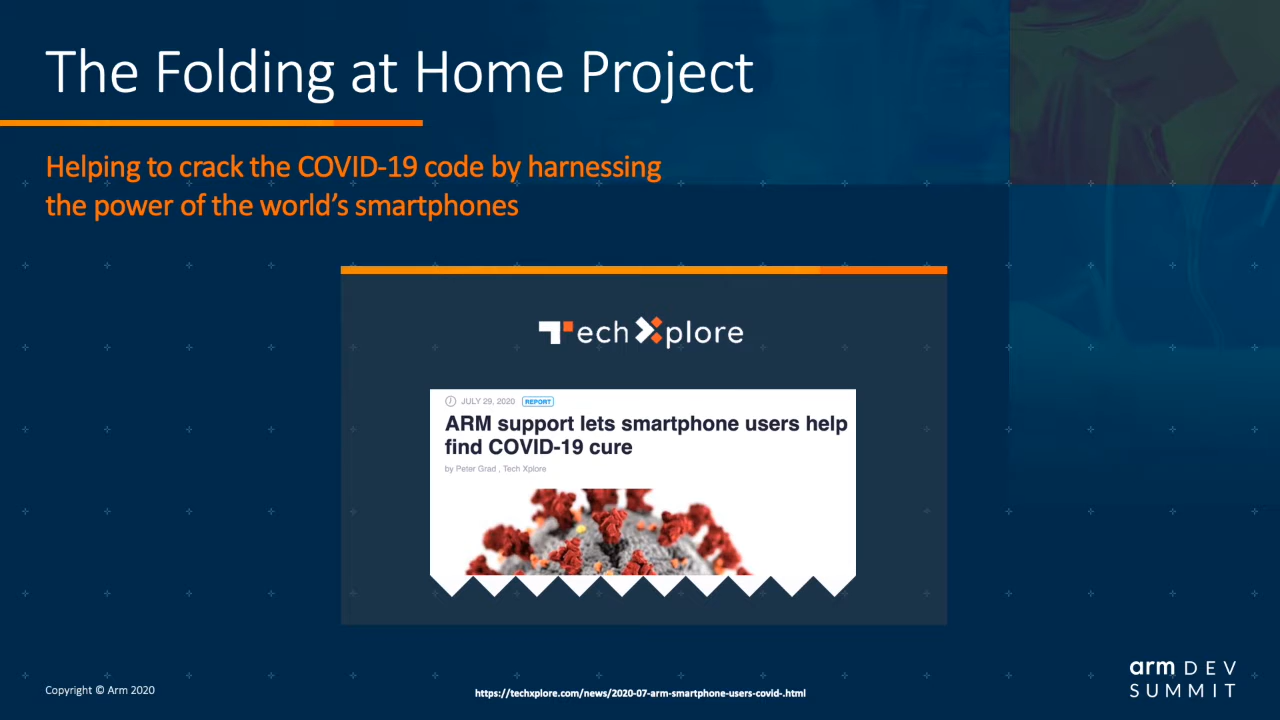 The Folding at Home Project
Helping to crack the COVID-19 code by harnessing
the power of the world’s smartphones
TechXplore
JULY 29, 2020 REPORT
ARM support lets smartphone users help
find COVID-19 cure
by Peter Grad , Tech Xplore
Copyright © Arm 2020
https://techxplore.com/news/2020-07-arm-smartphone-users-covid-.html
arm DEV
SUMMIT